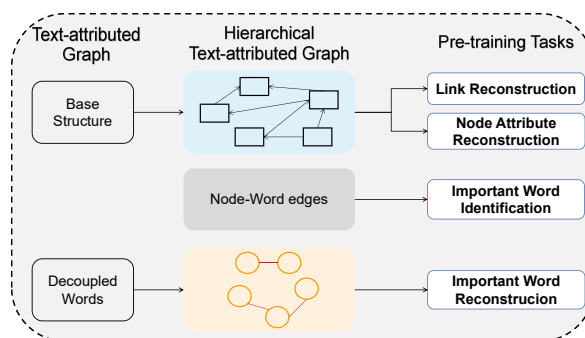 Text-attributed
Graph
Hierarchical
Text-attributed Graph
Pre-training Tasks
Base
Structure
Link Reconstruction
Node Attribute
Reconstruction
Node-Word edges
Important Word
Identification
Decoupled
Words
Important Word
Reconstrucion